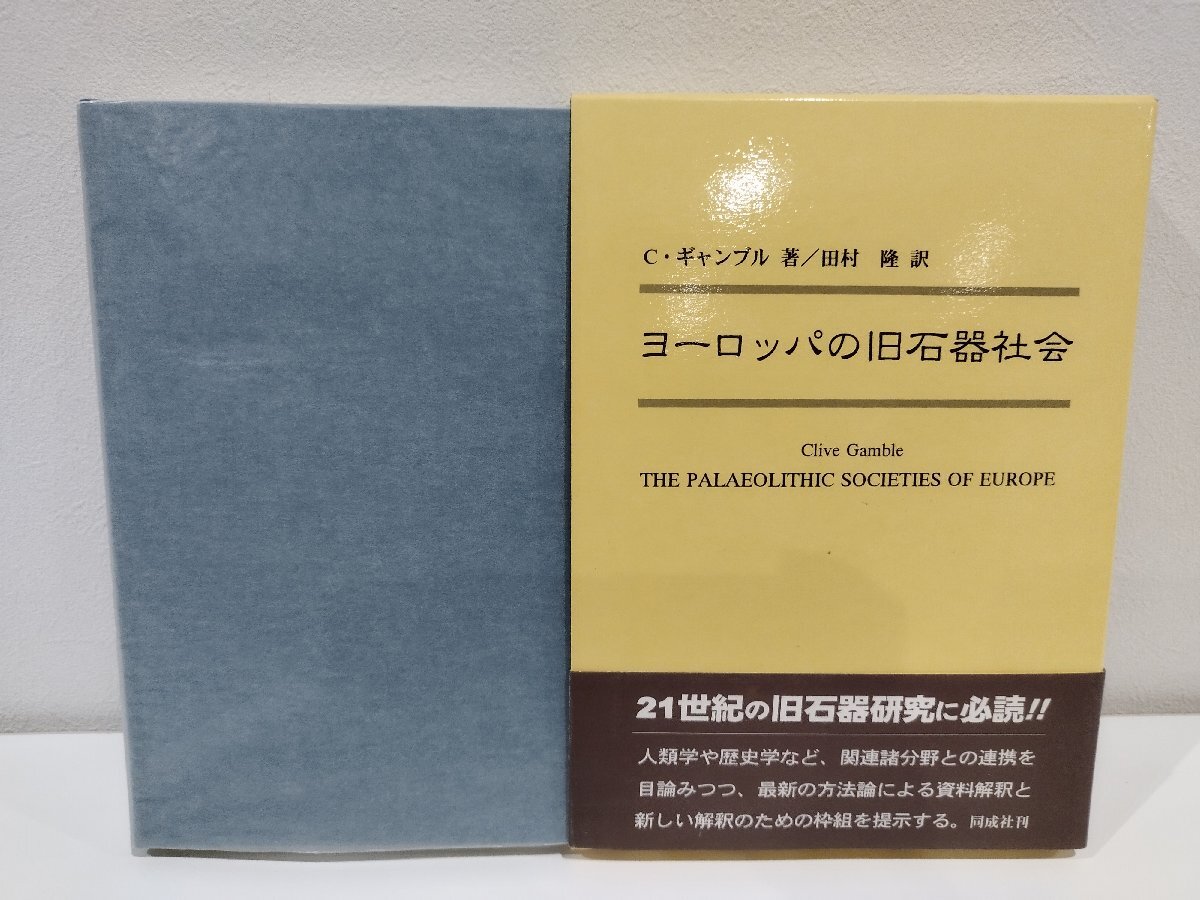 C・ギャンブル 著／田村 隆 訳
ヨーロッパの旧石器社会
Clive Gamble
THE PALAEOLITHIC SOCIETIES OF EUROPE
21世紀の旧石器研究に必読!!
人類学や歴史学など、関連諸分野との連携を
目論みつつ、最新の方法論による資料解釈と
新しい解釈のための枠組を提示する。同成社刊